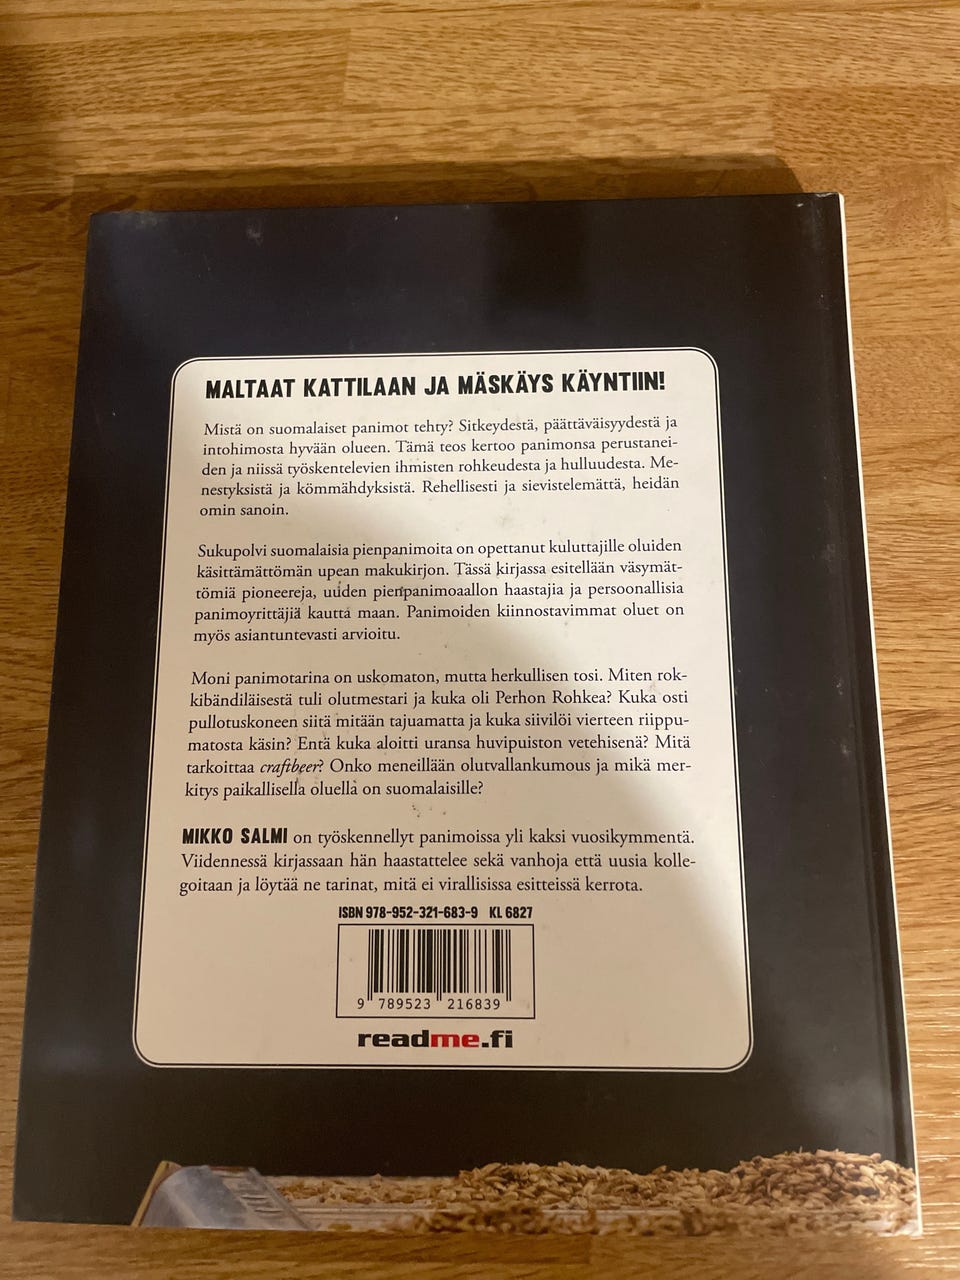 MALTAAT KATTILAAN JA MÄSKÄYS KÄYNTIIN!
Mistä on suomalaiset panimot tehty? Sitkeydestä, päättäväisyydestä ja
intohimosta hyvään olueen. Tämä teos kertoo panimonsa perustanei-
den ja niissä työskentelevien ihmisten rohkeudesta ja hulluudesta. Me-
nestyksistä ja kömmähdyksistä. Rehellisesti ja sievistelemättä, heidän
omin sanoin.
Sukupolvi suomalaisia pienpanimoita on opettanut kuluttajille oluiden
käsittämättömän upean makukirjon. Tässä kirjassa esitellään väsymät-
tömiä pioneereja, uuden pienpanimoaallon haastajia ja persoonallisia
panimoyrittäjiä kautta maan. Panimoiden kiinnostavimmat oluet on
myös asiantuntevasti arvioitu.
Moni panimotarina on uskomaton, mutta herkullisen tosi. Miten rok-
kibändiläisestä tuli olutmestari ja kuka oli Perhon Rohkea? Kuka osti
pullotuskoneen siitä mitään tajuamatta ja kuka siivilöi vierteen riippu-
matosta käsin? Entä kuka aloitti uransa huvipuiston vetehisenä? Mitä
tarkoittaa craftbeer? Onko meneillään olutvallankumous ja mikä mer-
kitys paikallisella oluella on suomalaisille?
MIKKO SALMI on työskennellyt panimoissa yli kaksi vuosikymmentä.
Viidennessä kirjassaan hän haastattelee sekä vanhoja että uusia kolle-
goitaan ja löytää ne tarinat, mitä ei virallisissa esitteissä kerrota.
ISBN 978-952-321-683-9 KL 6827
9 789523 216839
readme.fi